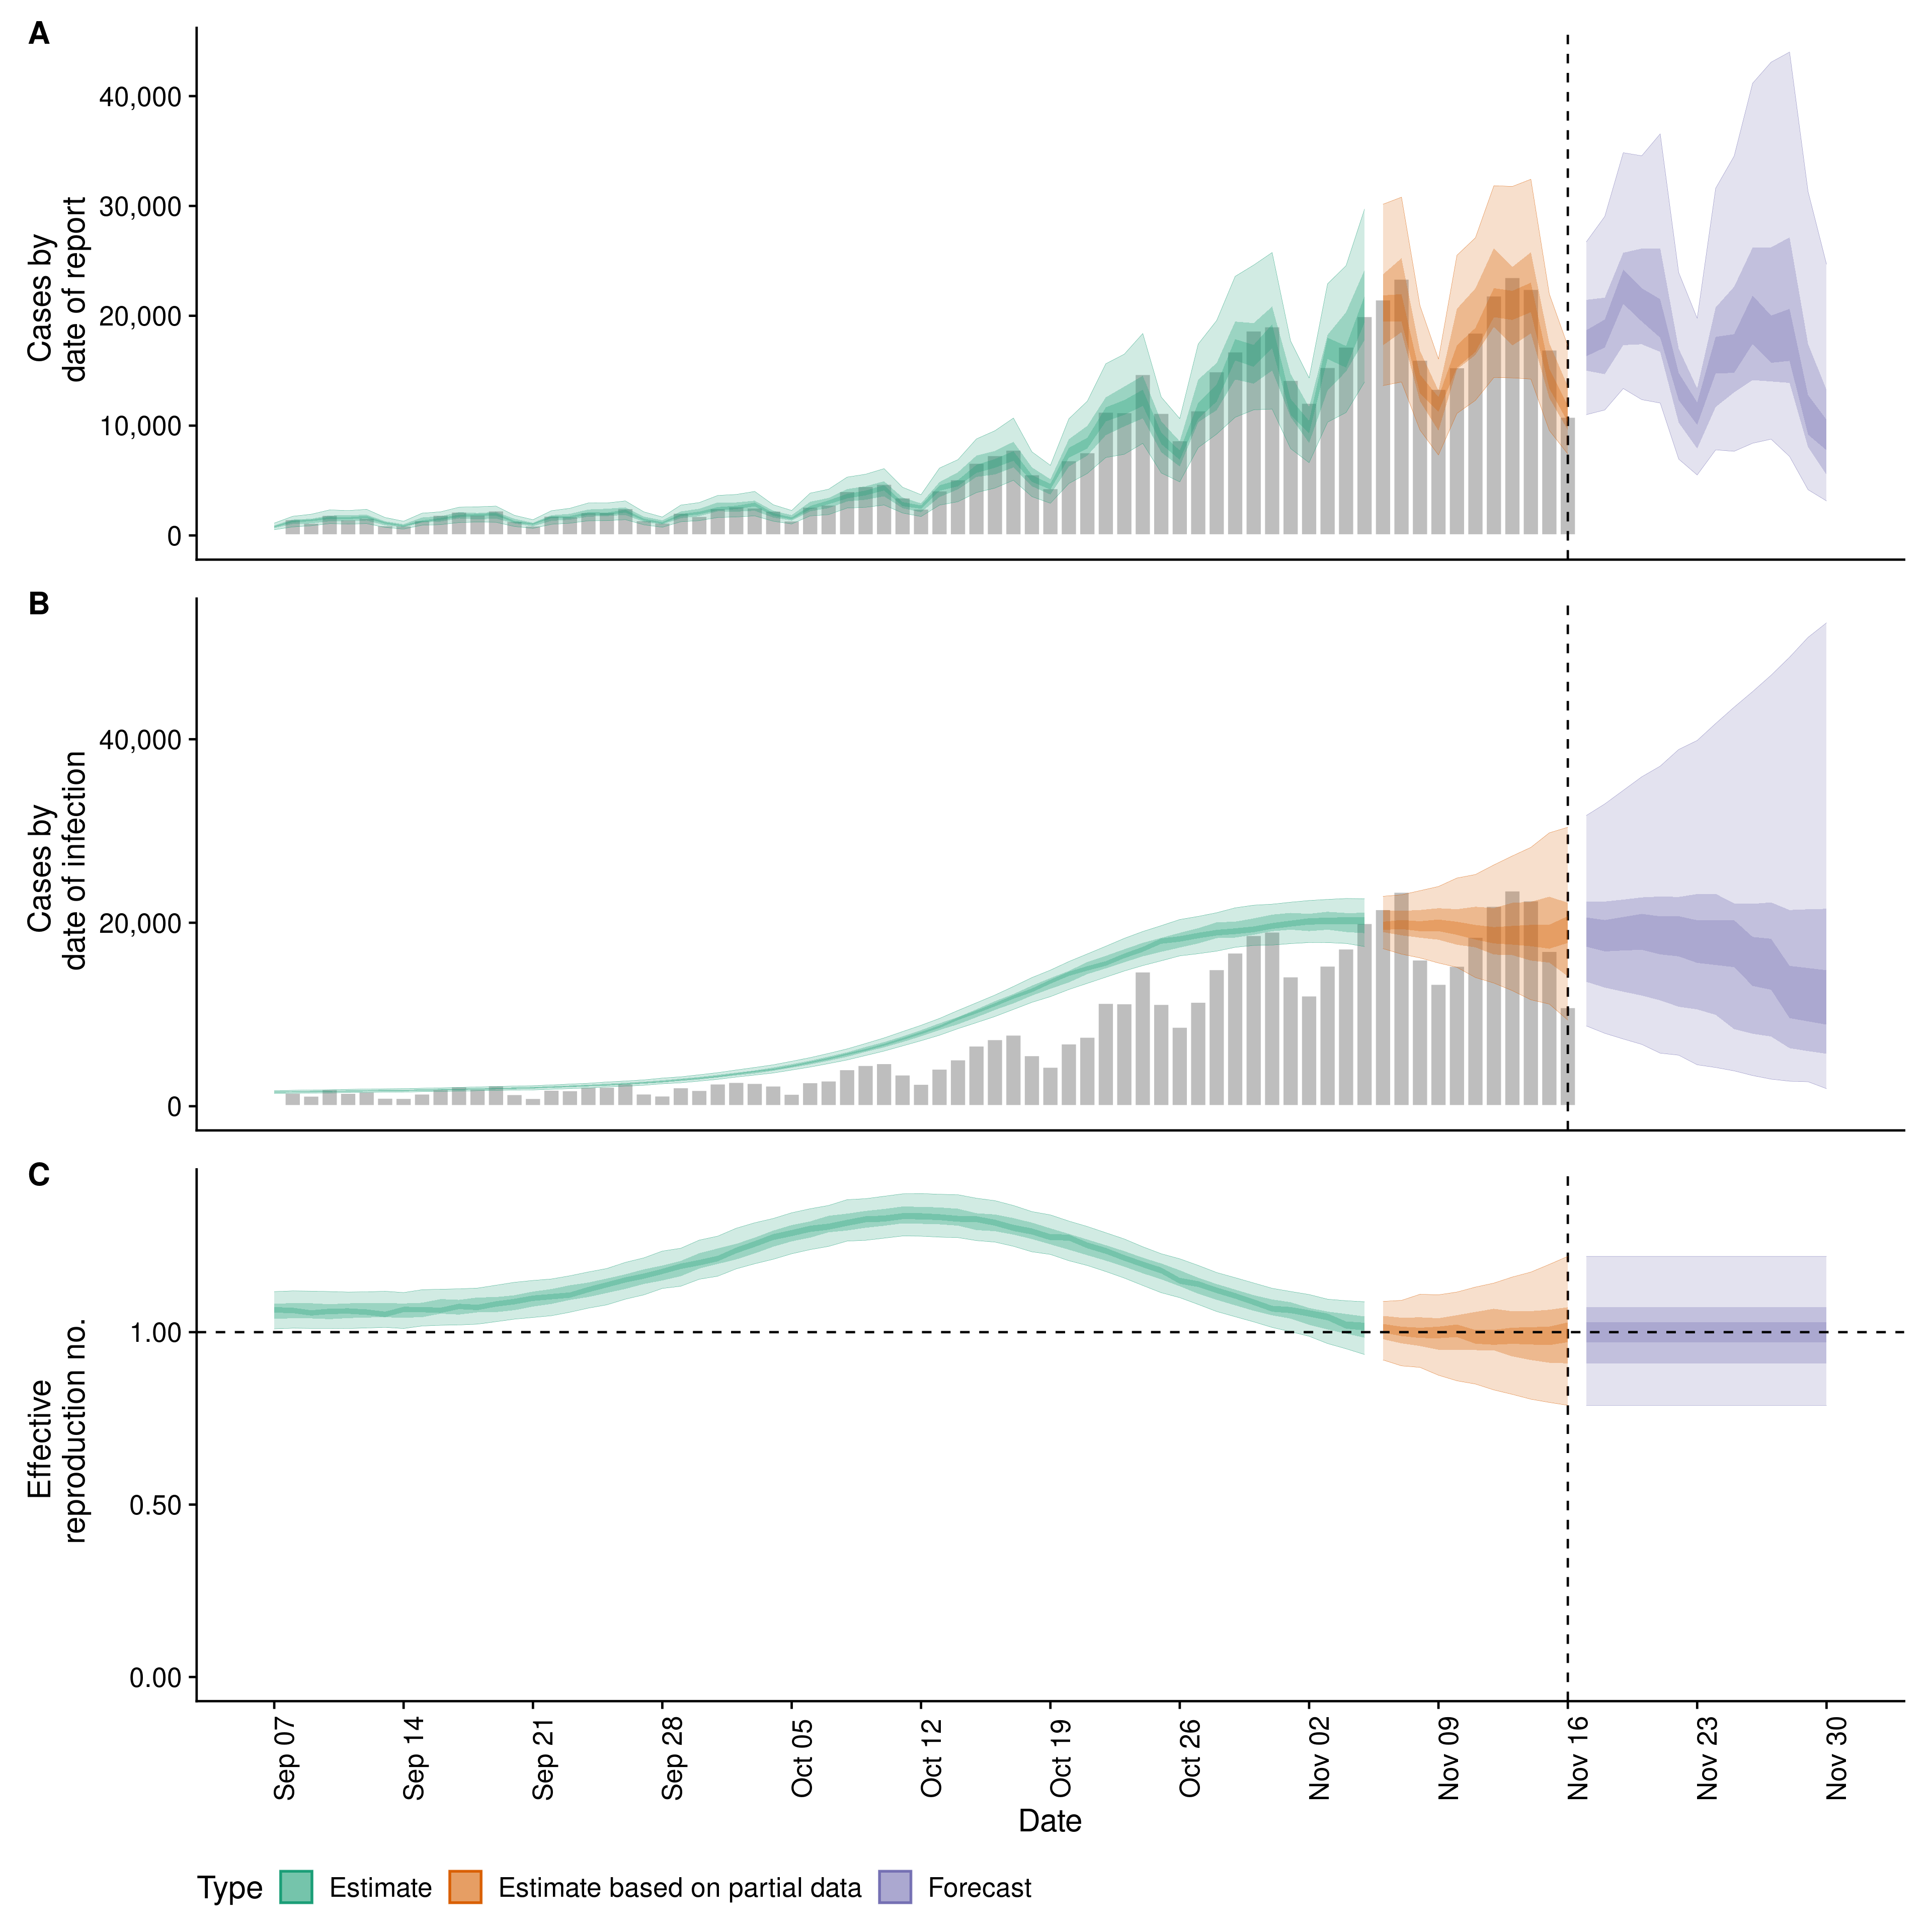 A
40,000
30,000
20,000
10,000
0
Cases by
date of report
B
40,000
20,000
0
Cases by
date of infection
C
1.00
0.50
0.00
Effective
reproduction no.
Sep 07
Sep 14
Sep 21
Sep 28
Oct 05
Oct 12
Oct 19
Oct 26
Nov 02
Nov 09
Nov 16
Nov 23
Nov 30
Date
Type Estimate Estimate based on partial data Forecast